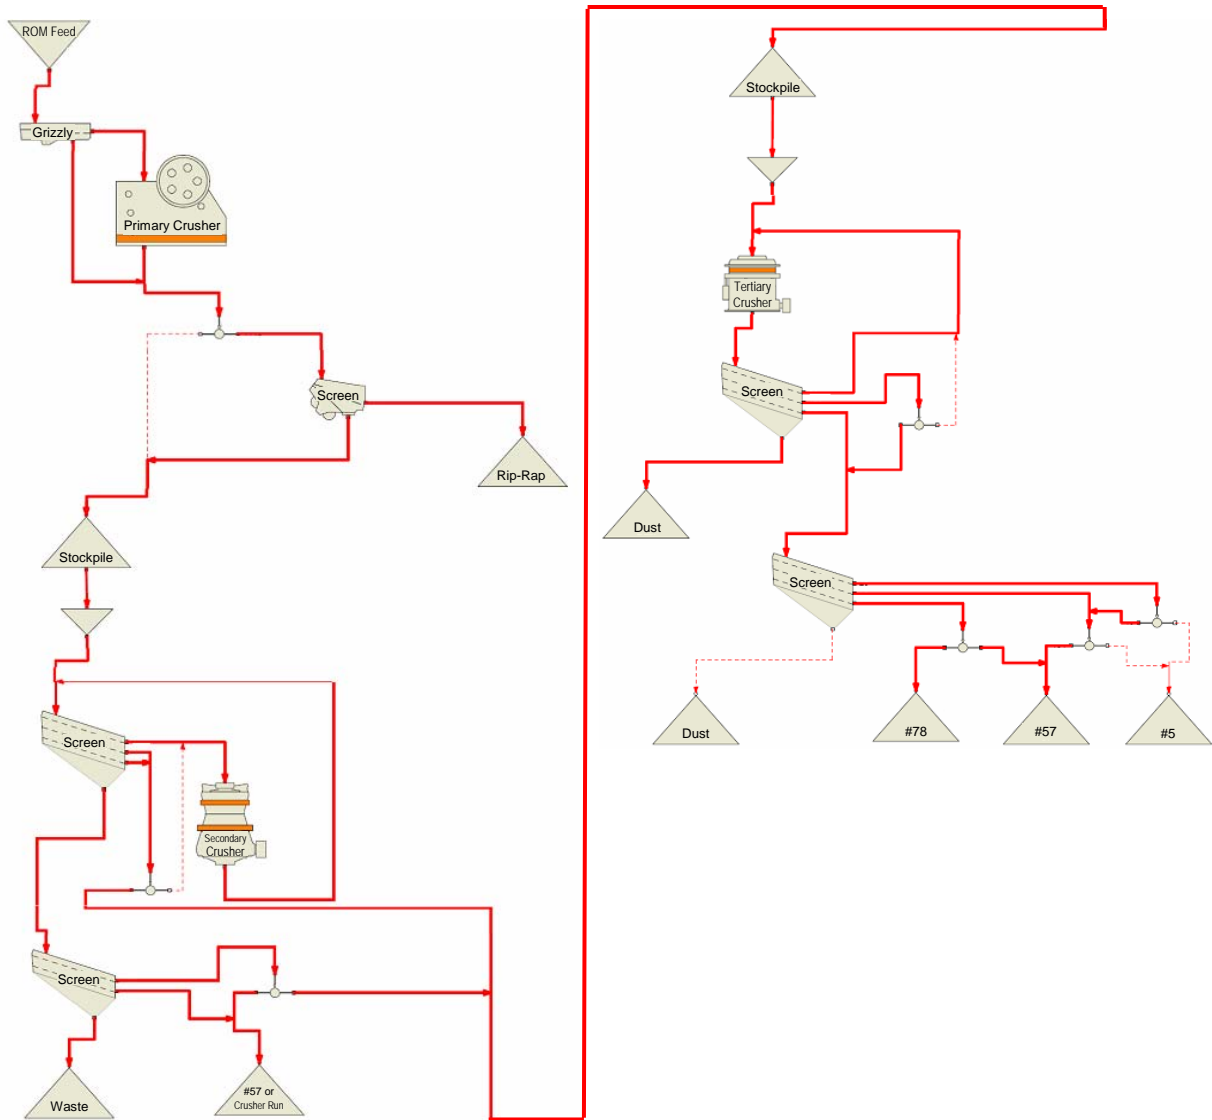 ROM Feed
Grizzly
Primary Crusher
Screen
Rip-Rap
Stockpile
Screen
Secondary
Crusher
Screen
Waste
#57 or
Crusher Run
Stockpile
Tertiary
Crusher
Screen
Dust
Screen
Dust
#78
#57
#5